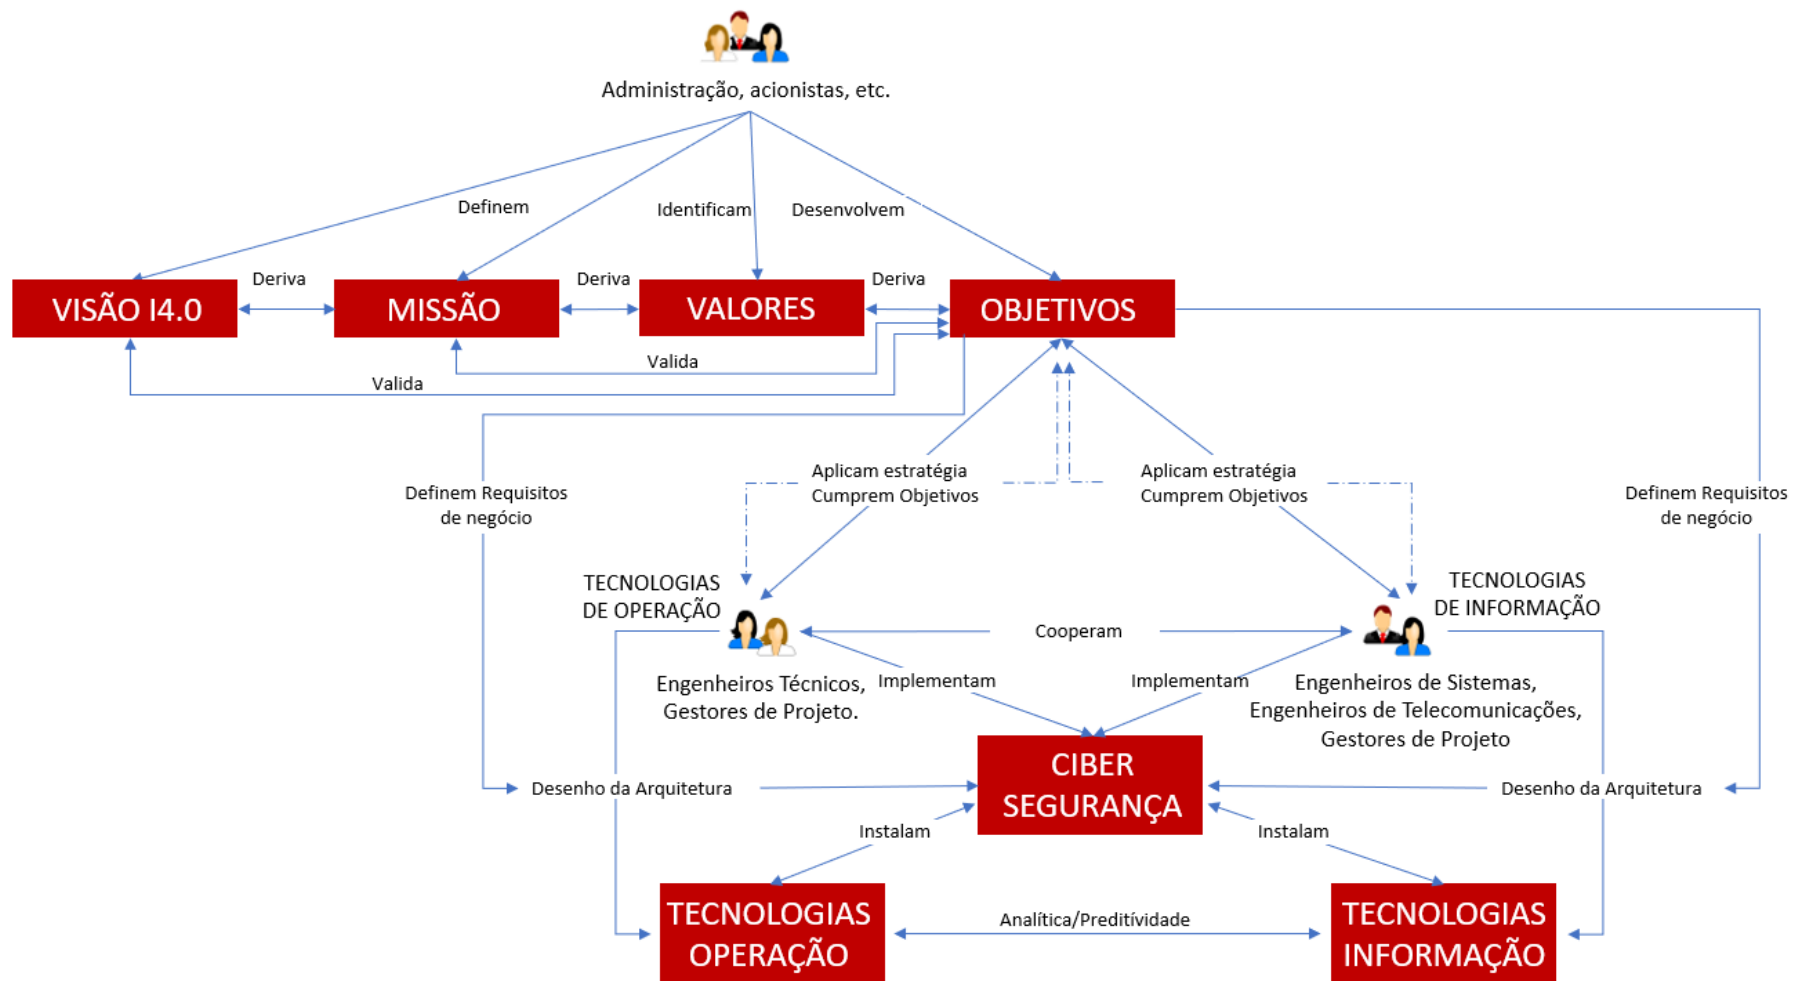 Administração, acionistas, etc.
Definem
Identificam
Desenvolvem
Deriva
Deriva
Deriva
VISÃO I4.0
MISSÃO
VALORES
OBJETIVOS
Valida
Valida
Aplicam estratégia
Cumprem Objetivos
Aplicam estratégia
Cumprem Objetivos
Definem Requisitos
de negócio
Definem Requisitos
de negócio
TECNOLOGIAS
DE OPERAÇÃO
TECNOLOGIAS
DE INFORMAÇÃO
Cooperam
Engenheiros Técnicos,
Gestores de Projeto.
Implementam
Implementam
Engenheiros de Sistemas,
Engenheiros de Telecomunicações,
Gestores de Projeto
CIBER
SEGURANÇA
Desenho da Arquitetura
Desenho da Arquitetura
Instalam
Instalam
TECNOLOGIAS
OPERAÇÃO
Analítica/Preditívidade
TECNOLOGIAS
INFORMAÇÃO